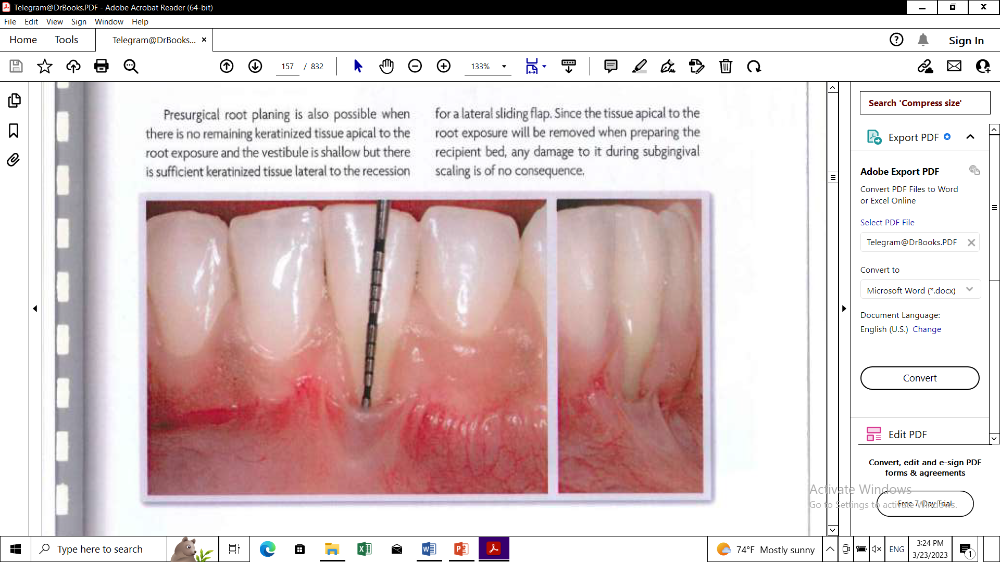 Telegram@DrBooks.PDF - Adobe Acrobat Reader (64-bit)
File Edit View Sign Window Help
Home Tools Telegram@DrBooks... ×
Sign In
157 / 832
133%
Presurgical root planing is also possible when
there is no remaining keratinized tissue apical to the
root exposure and the vestibule is shallow but there
is sufficient keratinized tissue lateral to the recession
for a lateral sliding flap. Since the tissue apical to the
root exposure will be removed when preparing the
recipient bed, any damage to it during subgingival
scaling is of no consequence.
Search 'Compress size'
Export PDF
Adobe Export PDF
Convert PDF Files to Word
or Excel Online
Select PDF File
Telegram@DrBooks.PDF
Convert to
Microsoft Word (*.docx)
Document Language:
English (U.S.) Change
Convert
Edit PDF
Convert, edit and e-sign PDF
forms & agreements
Free 7-Day Trial
Activate Windows
Go to Settings to activate Windows.
Type here to search
74°F Mostly sunny
ENG
3:24 PM
3/23/2023
1